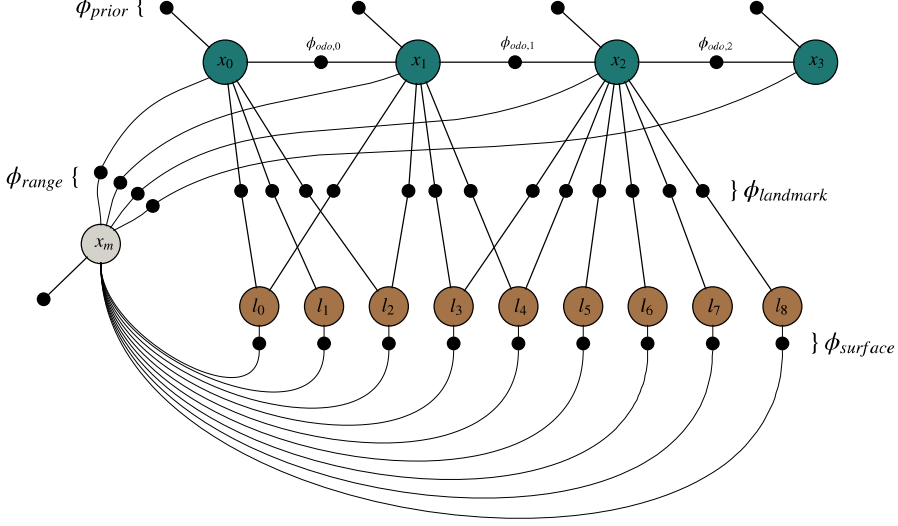 ϕprior {
ϕodo,0 ϕodo,1 ϕodo,2
x0 x1 x2 x3
ϕrange {
} ϕlandmark
xm
l0 l1 l2 l3 l4 l5 l6 l7 l8
} ϕsurface